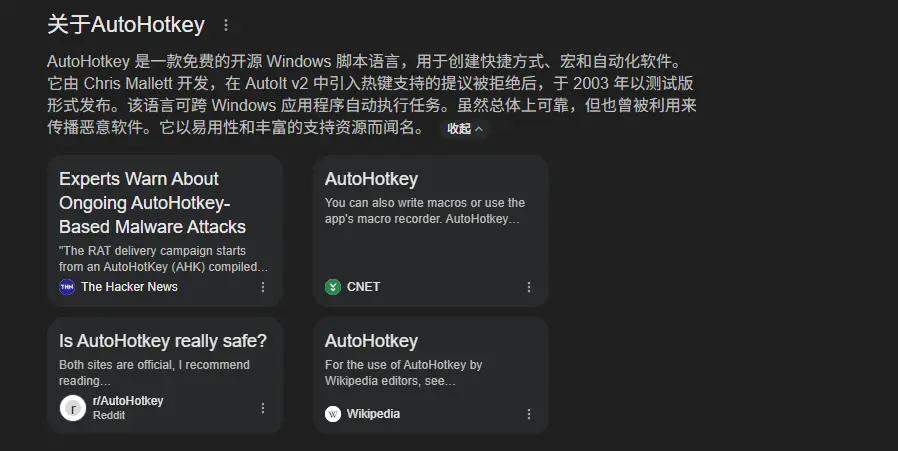 关于AutoHotkey
AutoHotkey 是一款免费的开源 Windows 脚本语言，用于创建快捷方式、宏和自动化软件。
它由 Chris Mallett 开发，在 AutoIt v2 中引入热键支持的提议被拒绝后，于 2003 年以测试版
形式发布。该语言可跨 Windows 应用程序自动执行任务。虽然总体上可靠，但也曾被利用来
传播恶意软件。它以易用性和丰富的支持资源而闻名。 收起
Experts Warn About
Ongoing AutoHotkey-
Based Malware Attacks
"The RAT delivery campaign starts
from an AutoHotKey (AHK) compiled...
THN The Hacker News
AutoHotkey
You can also write macros or use the
app's macro recorder. AutoHotkey...
CNET
Is AutoHotkey really safe?
Both sites are official, I recommend
reading...
r r/AutoHotkey
Reddit
AutoHotkey
For the use of AutoHotkey by
Wikipedia editors, see...
W Wikipedia